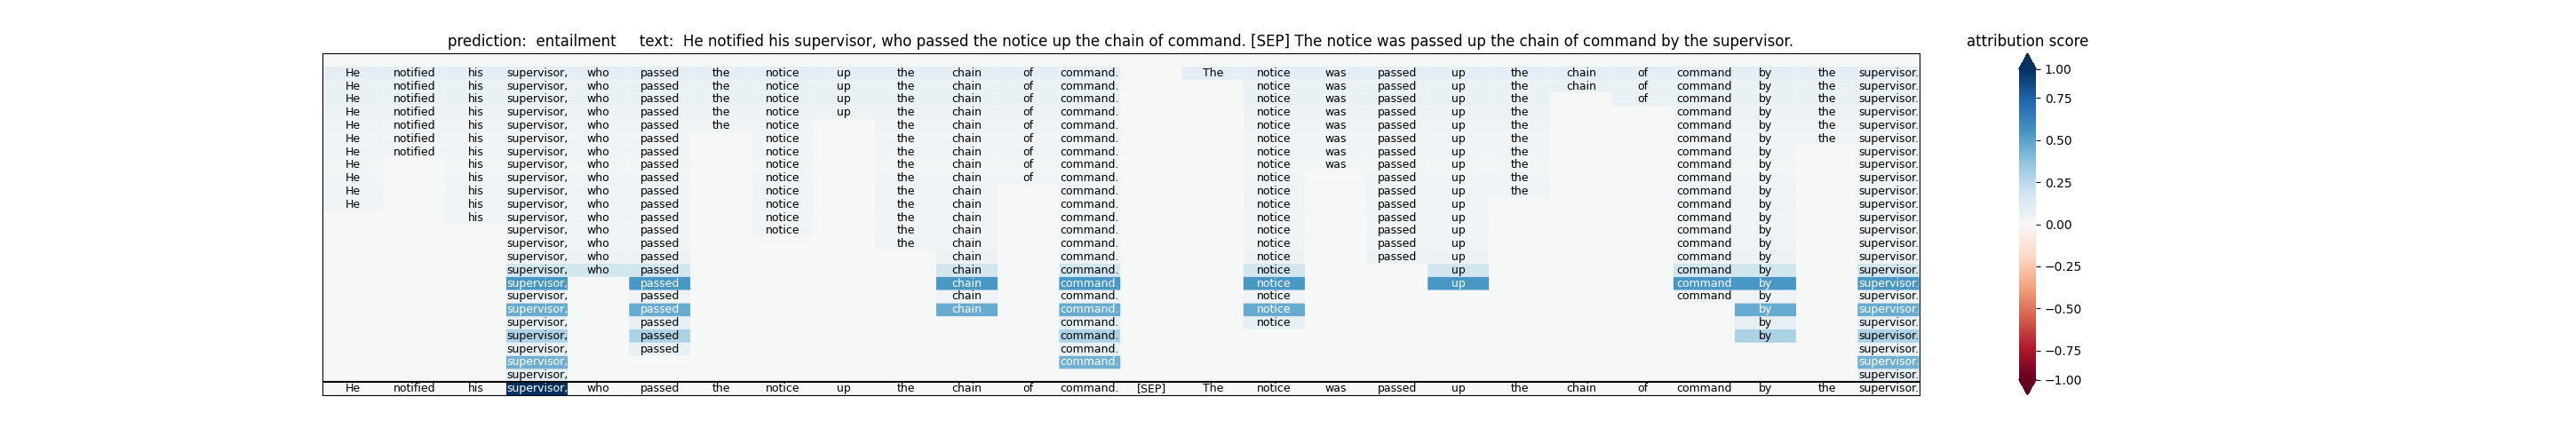 prediction: entailment text: He notified his supervisor, who passed the notice up the chain of command. [SEP] The notice was passed up the chain of command by the supervisor.
He notified his supervisor, who passed the notice up the chain of command. The notice was passed up the chain of command by the supervisor.
He notified his supervisor, who passed the notice up the chain of command. notice was passed up the chain of command by the supervisor.
He notified his supervisor, who passed the notice up the chain of command. notice was passed up the of command by the supervisor.
He notified his supervisor, who passed the notice up the chain of command. notice was passed up the command by the supervisor.
He notified his supervisor, who passed the notice the chain of command. notice was passed up the command by the supervisor.
He notified his supervisor, who passed notice the chain of command. notice was passed up the command by the supervisor.
He notified his supervisor, who passed notice the chain of command. notice was passed up the command by supervisor.
He his supervisor, who passed notice the chain of command. notice was passed up the command by supervisor.
He his supervisor, who passed notice the chain of command. notice passed up the command by supervisor.
He his supervisor, who passed notice the chain command. notice passed up the command by supervisor.
He his supervisor, who passed notice the chain command. notice passed up command by supervisor.
his supervisor, who passed notice the chain command. notice passed up command by supervisor.
supervisor, who passed notice the chain command. notice passed up command by supervisor.
supervisor, who passed the chain command. notice passed up command by supervisor.
supervisor, who passed chain command. notice passed up command by supervisor.
supervisor, who passed chain command. notice up command by supervisor.
supervisor, passed chain command. notice up command by supervisor.
supervisor, passed chain command. notice command by supervisor.
supervisor, passed chain command. notice by supervisor.
supervisor, passed command. notice by supervisor.
supervisor, passed command. by supervisor.
supervisor, passed command. supervisor.
supervisor, command. supervisor.
supervisor, supervisor.
He notified his supervisor, who passed the notice up the chain of command. [SEP] The notice was passed up the chain of command by the supervisor.
attribution score
1.00
0.75
0.50
0.25
0.00
−0.25
−0.50
−0.75
−1.00